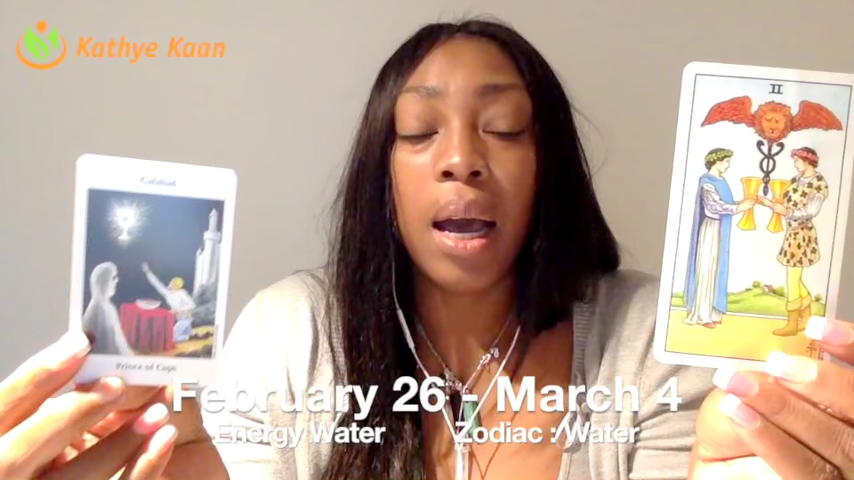 Kathye Kaan
II
Galahad
Prince of Cups
February 26 - March 4
Energy Water
Zodiac : Water